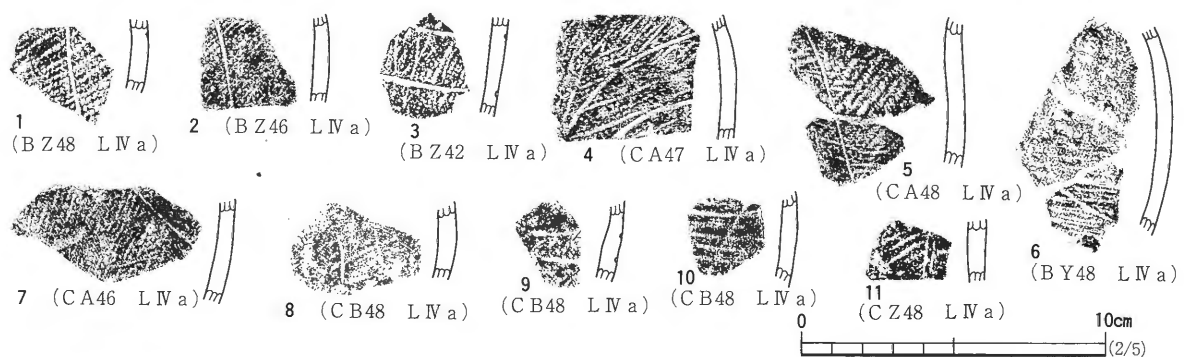 1
(BZ48 LⅣa)
2 (BZ46 LⅣa)
3
(BZ42 LⅣa)
4 (CA47 LⅣa)
5
(CA48 LⅣa)
6
(BY48 LⅣa)
7 (CA46 LⅣa)
8 (CB48 LⅣa)
9
(CB48 LⅣa)
10
(CB48 LⅣa)
11
(CZ48 LⅣa)
0 10cm
(2/5)